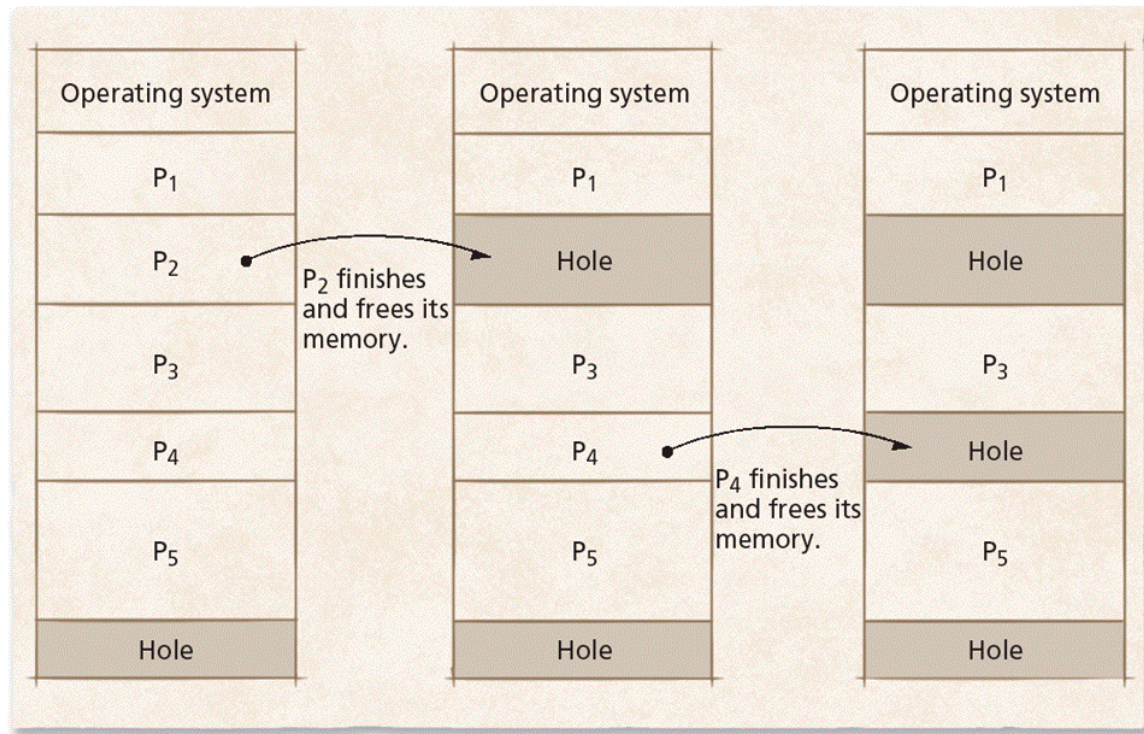 Operating system
P₁
P₂
P₃
P₄
P₅
Hole
P₂ finishes
and frees its
memory.
Operating system
P₁
Hole
P₃
P₄
P₅
Hole
P₄ finishes
and frees its
memory.
Operating system
P₁
Hole
P₃
Hole
P₅
Hole